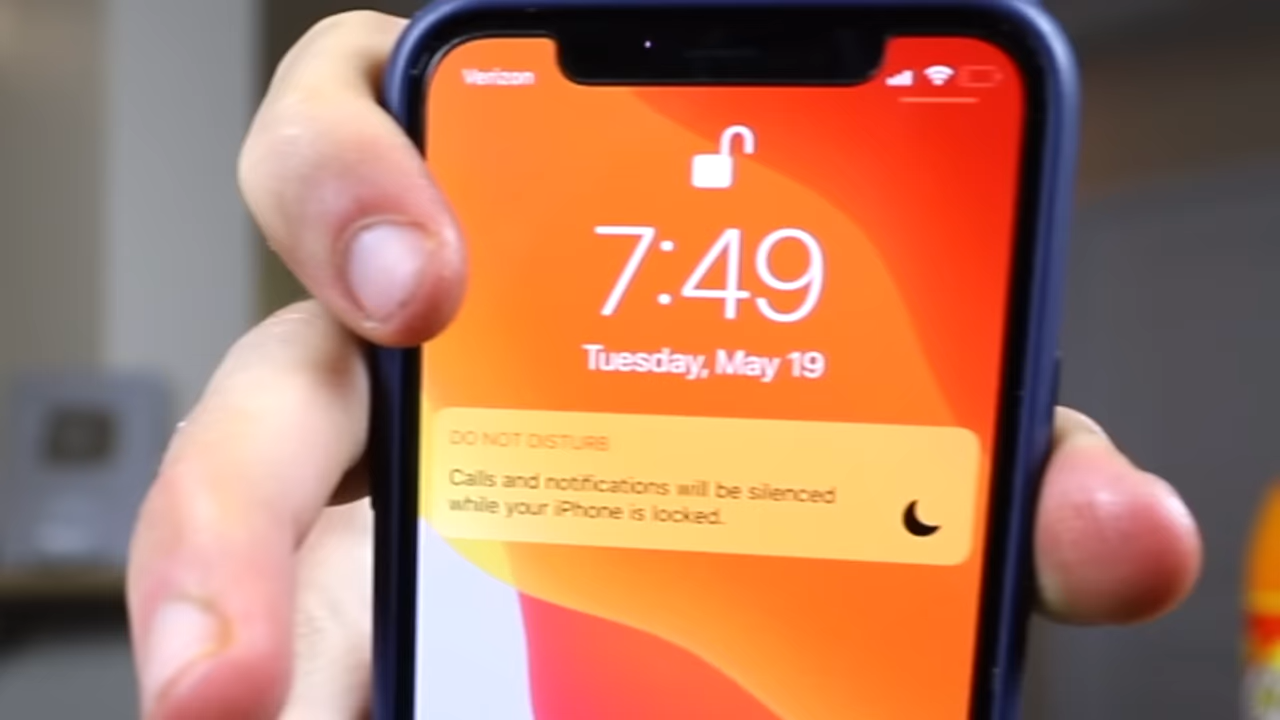 Verizon
7:49
Tuesday, May 19
DO NOT DISTURB
Calls and notifications will be silenced
while your iPhone is locked.